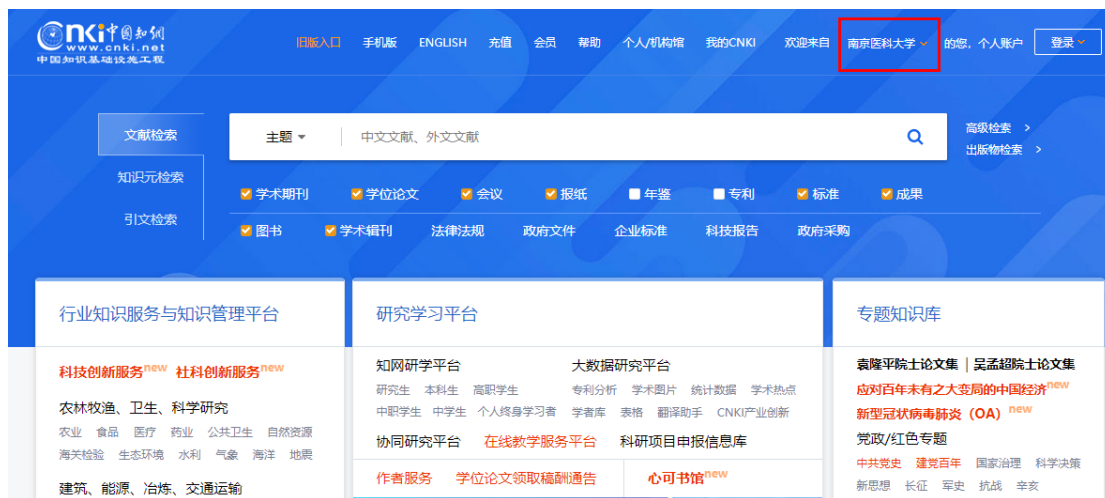 cnki 中国知网
www.cnki.net
中国知识基础设施工程
旧版入口 手机版 ENGLISH 充值 会员 帮助 个人/机构馆 我的CNKI 欢迎来自 南京医科大学 的您, 个人账户 登录
文献检索 主题 中文文献、外文文献 高级检索 >
出版物检索 >
知识元检索
学术期刊 学位论文 会议 报纸 年鉴 专利 标准 成果
引文检索
图书 学术辑刊 法律法规 政府文件 企业标准 科技报告 政府采购
行业知识服务与知识管理平台
科技创新服务new 社科创新服务new
农林牧渔、卫生、科学研究
农业 食品 医疗 药业 公共卫生 自然资源
海关检验 生态环境 水利 气象 海洋 地震
建筑、能源、冶炼、交通运输
研究学习平台
知网研学平台 大数据研究平台
研究生 本科生 高职学生 专利分析 学术图片 统计数据 学术热点
中职学生 中学生 个人终身学习者 学者库 表格 翻译助手 CNKI产业创新
协同研究平台 在线教学服务平台 科研项目申报信息库
作者服务 学位论文领取稿酬通告 心可书馆new
专题知识库
袁隆平院士论文集 | 吴孟超院士论文集
应对百年未有之大变局的中国经济new
新型冠状病毒肺炎(OA)new
党政/红色专题
中共党史 建党百年 国家治理 科学决策
新思想 长征 军史 抗战 辛亥